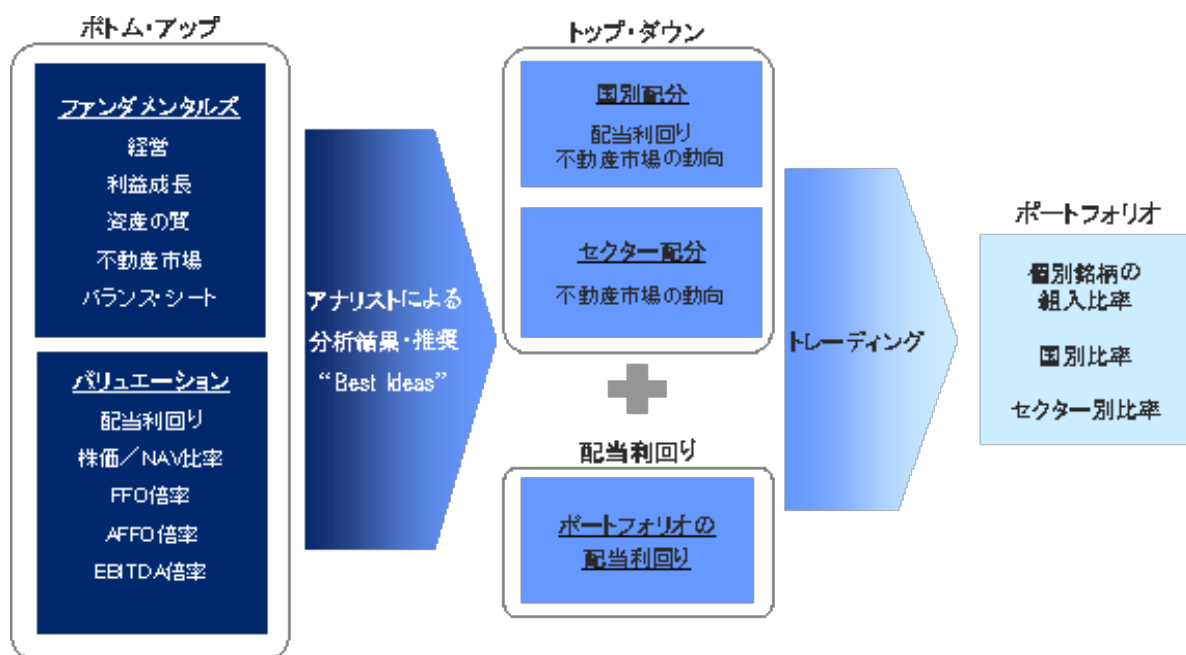 ボトム・アップ
ファンダメンタルズ
経営
利益成長
資産の質
不動産市場
バランス・シート
バリュエーション
配当利回り
株価／NAV比率
FFO倍率
AFFO倍率
EBITDA倍率
アナリストによる
分析結果・推奨
“Best Ideas”
トップ・ダウン
国別配分
配当利回り
不動産市場の動向
セクター配分
不動産市場の動向
配当利回り
ポートフォリオの
配当利回り
トレーディング
ポートフォリオ
個別銘柄の
組入比率
国別比率
セクター別比率